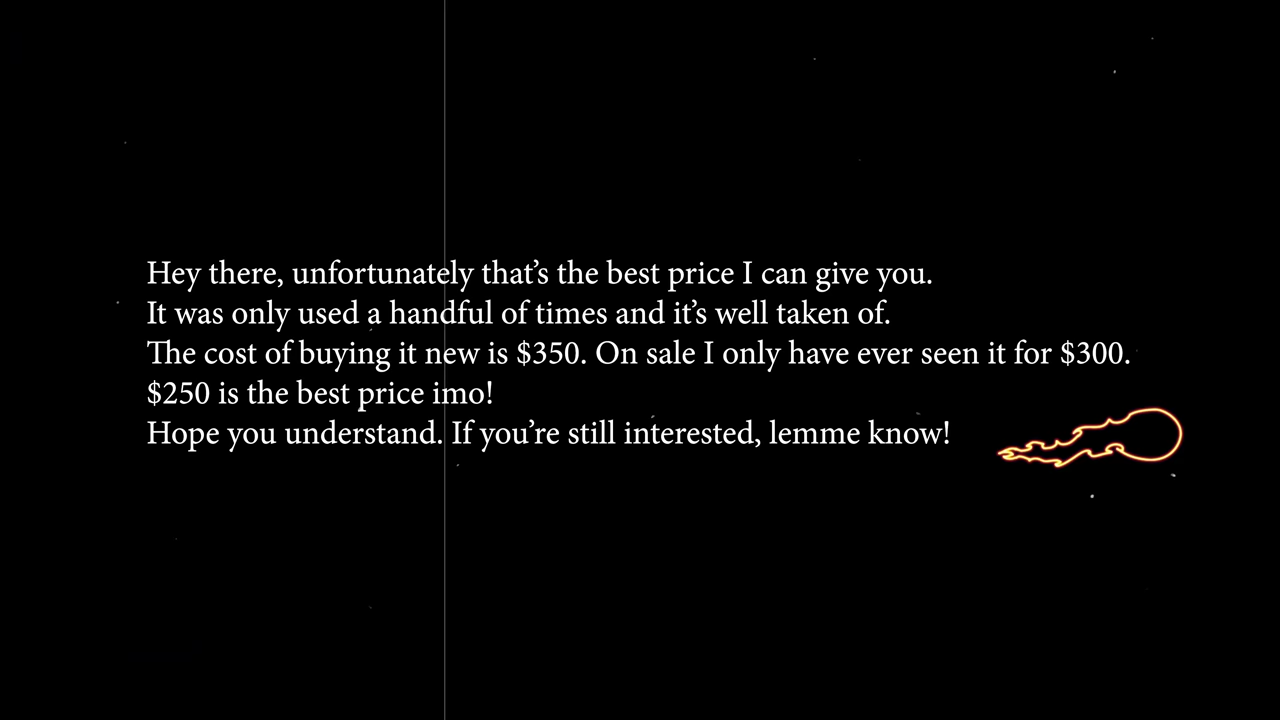 Hey there, unfortunately that’s the best price I can give you.
It was only used a handful of times and it’s well taken of.
The cost of buying it new is $350. On sale I only have ever seen it for $300.
$250 is the best price imo!
Hope you understand. If you’re still interested, lemme know!